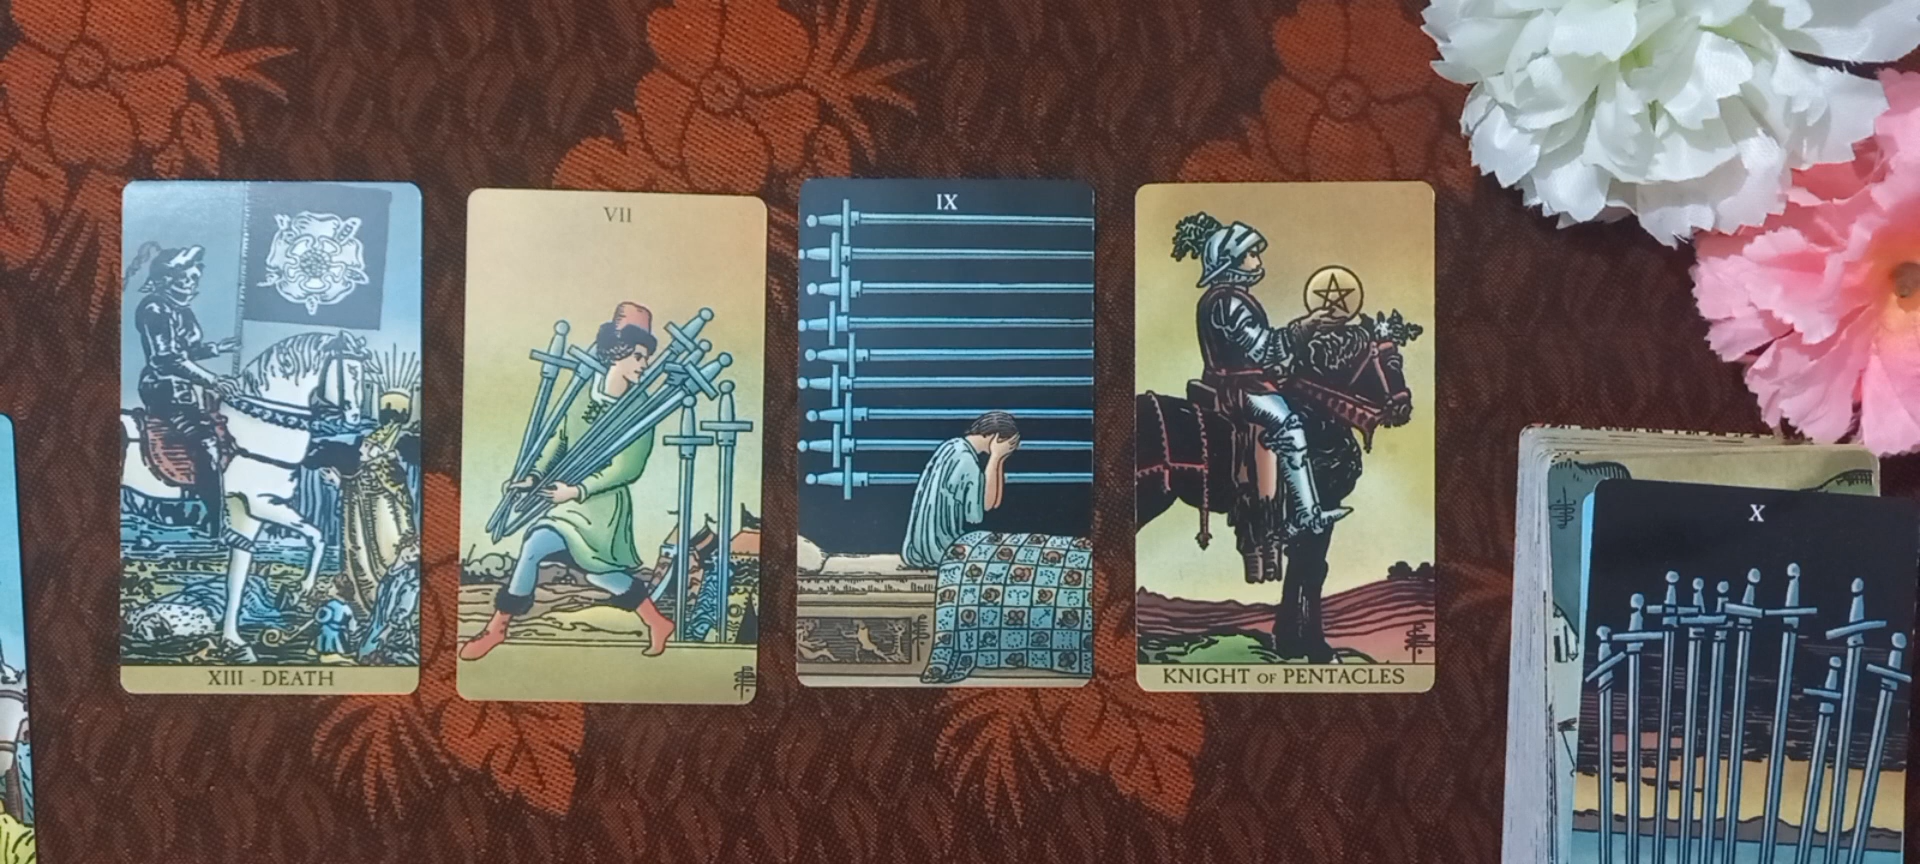 XIII - DEATH
VII
IX
KNIGHT OF PENTACLES
X